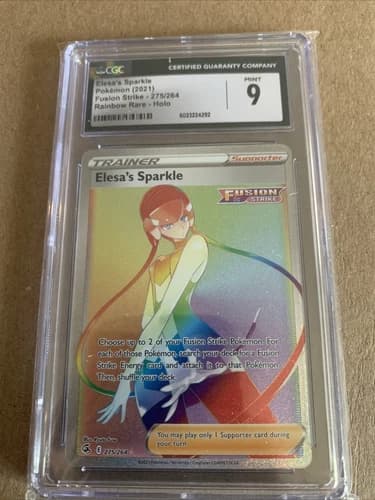 CGC
CERTIFIED GUARANTY COMPANY
Elesa's Sparkle
Pokémon (2021)
Fusion Strike - 275/264
Rainbow Rare - Holo
MINT
9
TRAINER
Supporter
Elesa's Sparkle
FUSION
STRIKE
Choose up to 2 of your Fusion Strike Pokémon. For
each of those Pokémon, search your deck for a Fusion
Strike Energy card and attach it to that Pokémon.
Then, shuffle your deck.
275/264
You may play only 1 Supporter card during
your turn.